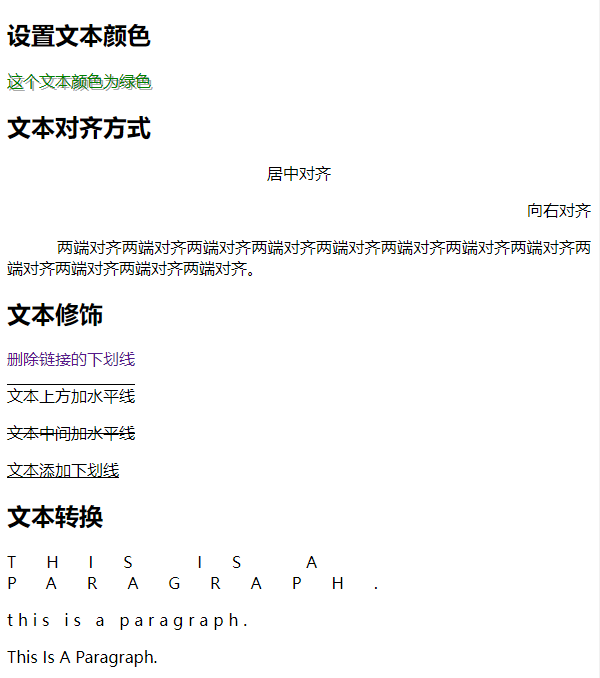 设置文本颜色
这个文本颜色为绿色
文本对齐方式
居中对齐
向右对齐
两端对齐两端对齐两端对齐两端对齐两端对齐两端对齐两端对齐两端对齐两
端对齐两端对齐两端对齐两端对齐。
文本修饰
删除链接的下划线
文本上方加水平线
文本中间加水平线
文本添加下划线
文本转换
THIS IS A
PARAGRAPH.
this is a paragraph.
This Is A Paragraph.